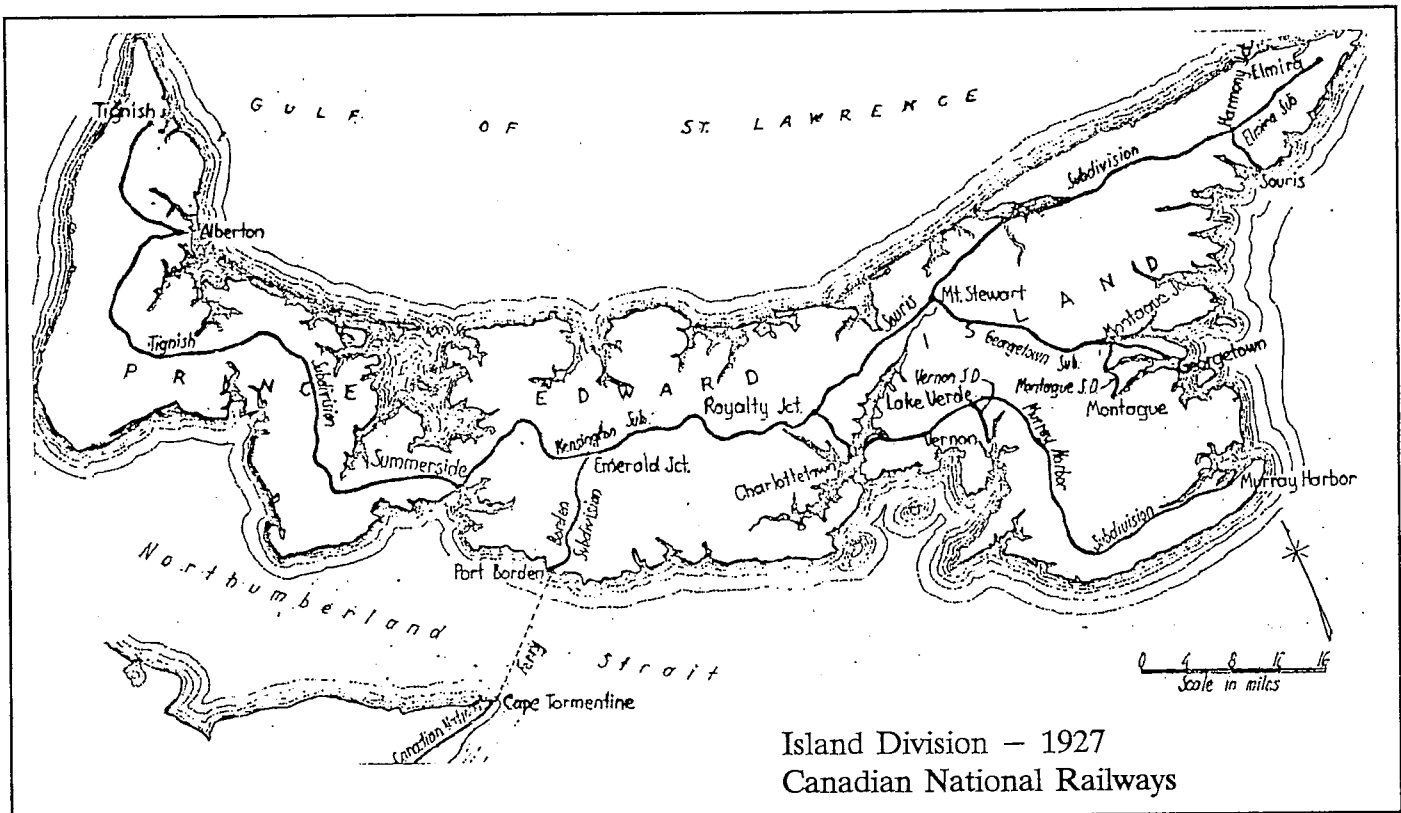 GULF OF ST. LAWRENCE
Tignish
Alberton
Tignish
Subdivision
PRINCE EDWARD ISLAND
Summerside
Kensington Sub.
Emerald Jct.
Borden
Subdivision
Port Borden
Royalty Jct.
Charlottetown
Souris
Subdivision
Mt. Stewart
Harmony
Elmira
Elmira Sub
Souris
Georgetown Sub.
Montague Jct.
Georgetown
Montague S.D.
Montague
Vernon S.D.
Lake Verde
Vernon
Murray Harbor
Subdivision
Murray Harbor
Northumberland
Strait
Ferry
Cape Tormentine
0 4 8 12 16
Scale in miles
Island Division – 1927
Canadian National Railways